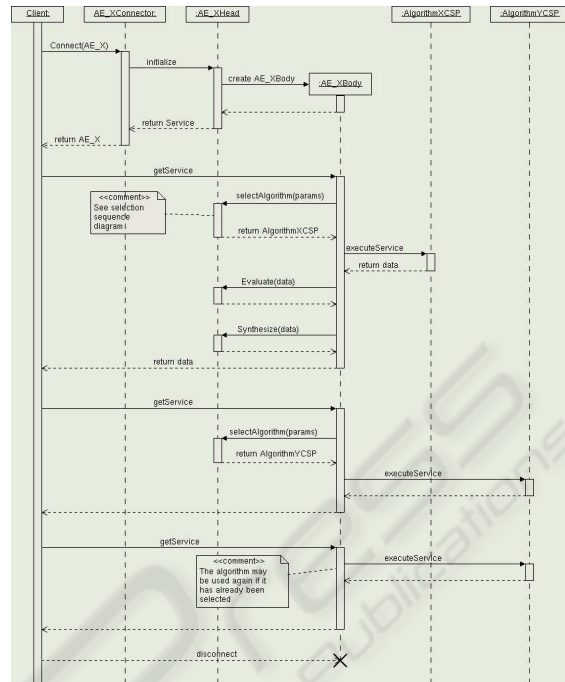 Client:
AE_XConnector:
:AE_XHead
:AlgorithmXCSP
:AlgorithmYCSP
Connect(AE_X)
initialize
create AE_XBody
:AE_XBody
return Service
return AE_X
getService
<<comment>>
See selection
sequence
diagram
selectAlgorithm(params)
return AlgorithmXCSP
executeService
return data
Evaluate(data)
Synthesize(data)
return data
getService
selectAlgorithm(params)
return AlgorithmYCSP
executeService
getService
<<comment>>
The algorithm may
be used again if it
has already been
selected
executeService
disconnect
publications